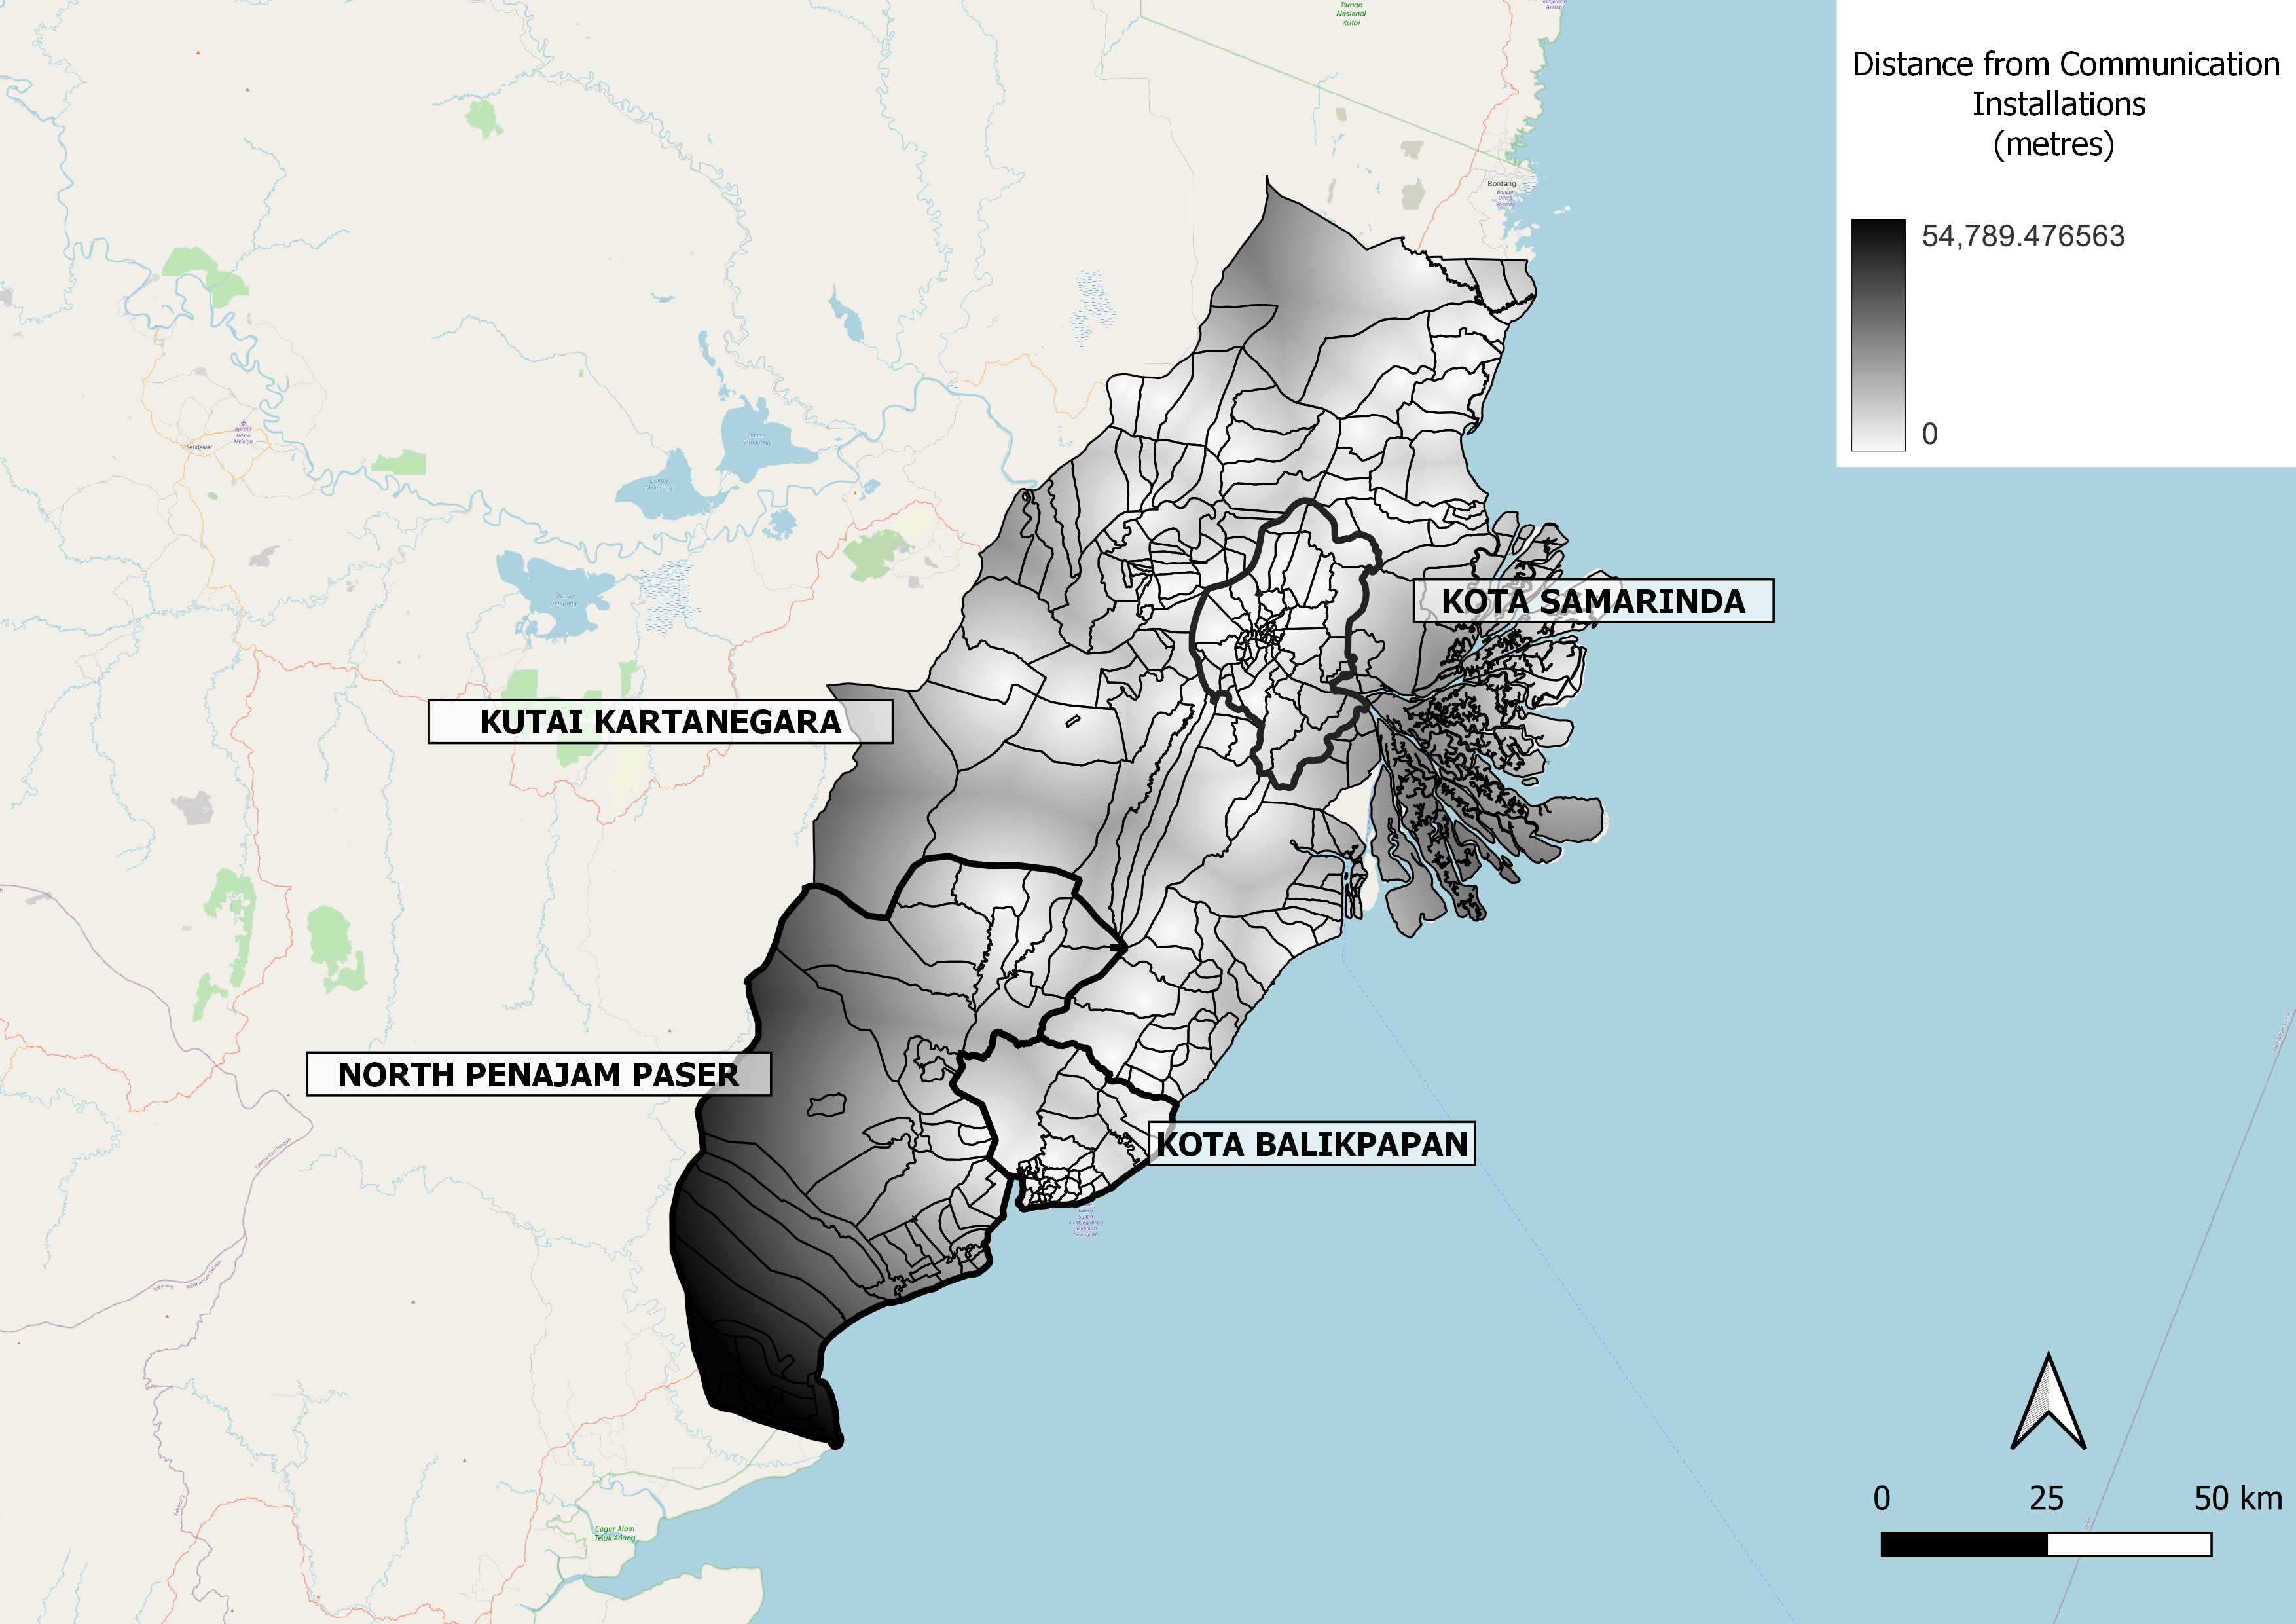 Taman
Nasional
Kutai
Distance from Communication
Installations
(metres)
54,789.476563
0
Bontang
Sendawar
KOTA SAMARINDA
KUTAI KARTANEGARA
NORTH PENAJAM PASER
KOTA BALIKPAPAN
Cagar Alam
Teluk Adang
0
25
50 km